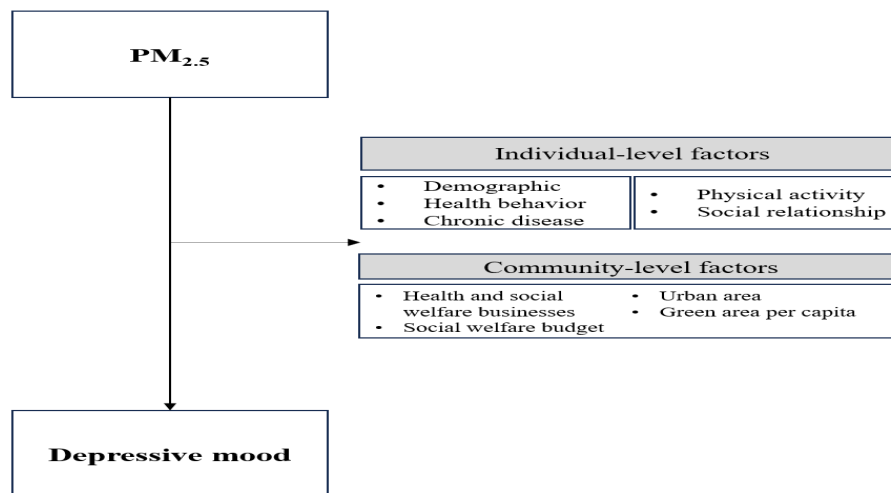 PM2.5
Individual-level factors
• Demographic
• Health behavior
• Chronic disease
• Physical activity
• Social relationship
Community-level factors
• Health and social
welfare businesses
• Social welfare budget
• Urban area
• Green area per capita
Depressive mood